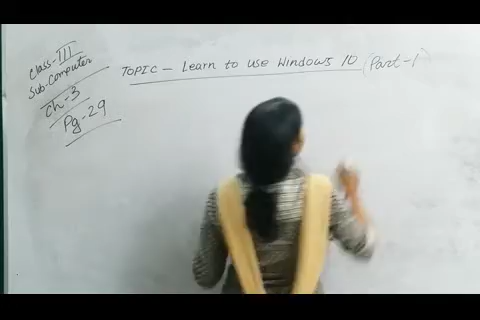 Class-III
Sub-Computer
Ch-3
Pg-29
TOPIC - Learn to use Windows 10 (Part-1)